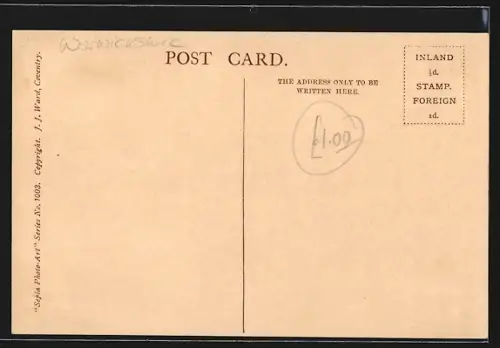 Warwickshire
POST CARD.
THE ADDRESS ONLY TO BE
WRITTEN HERE.
INLAND
½d.
STAMP.
FOREIGN
1d.
£1.00
"Sepia Photo-Art" Series No. 1003. Copyright. J. J. Ward, Coventry.